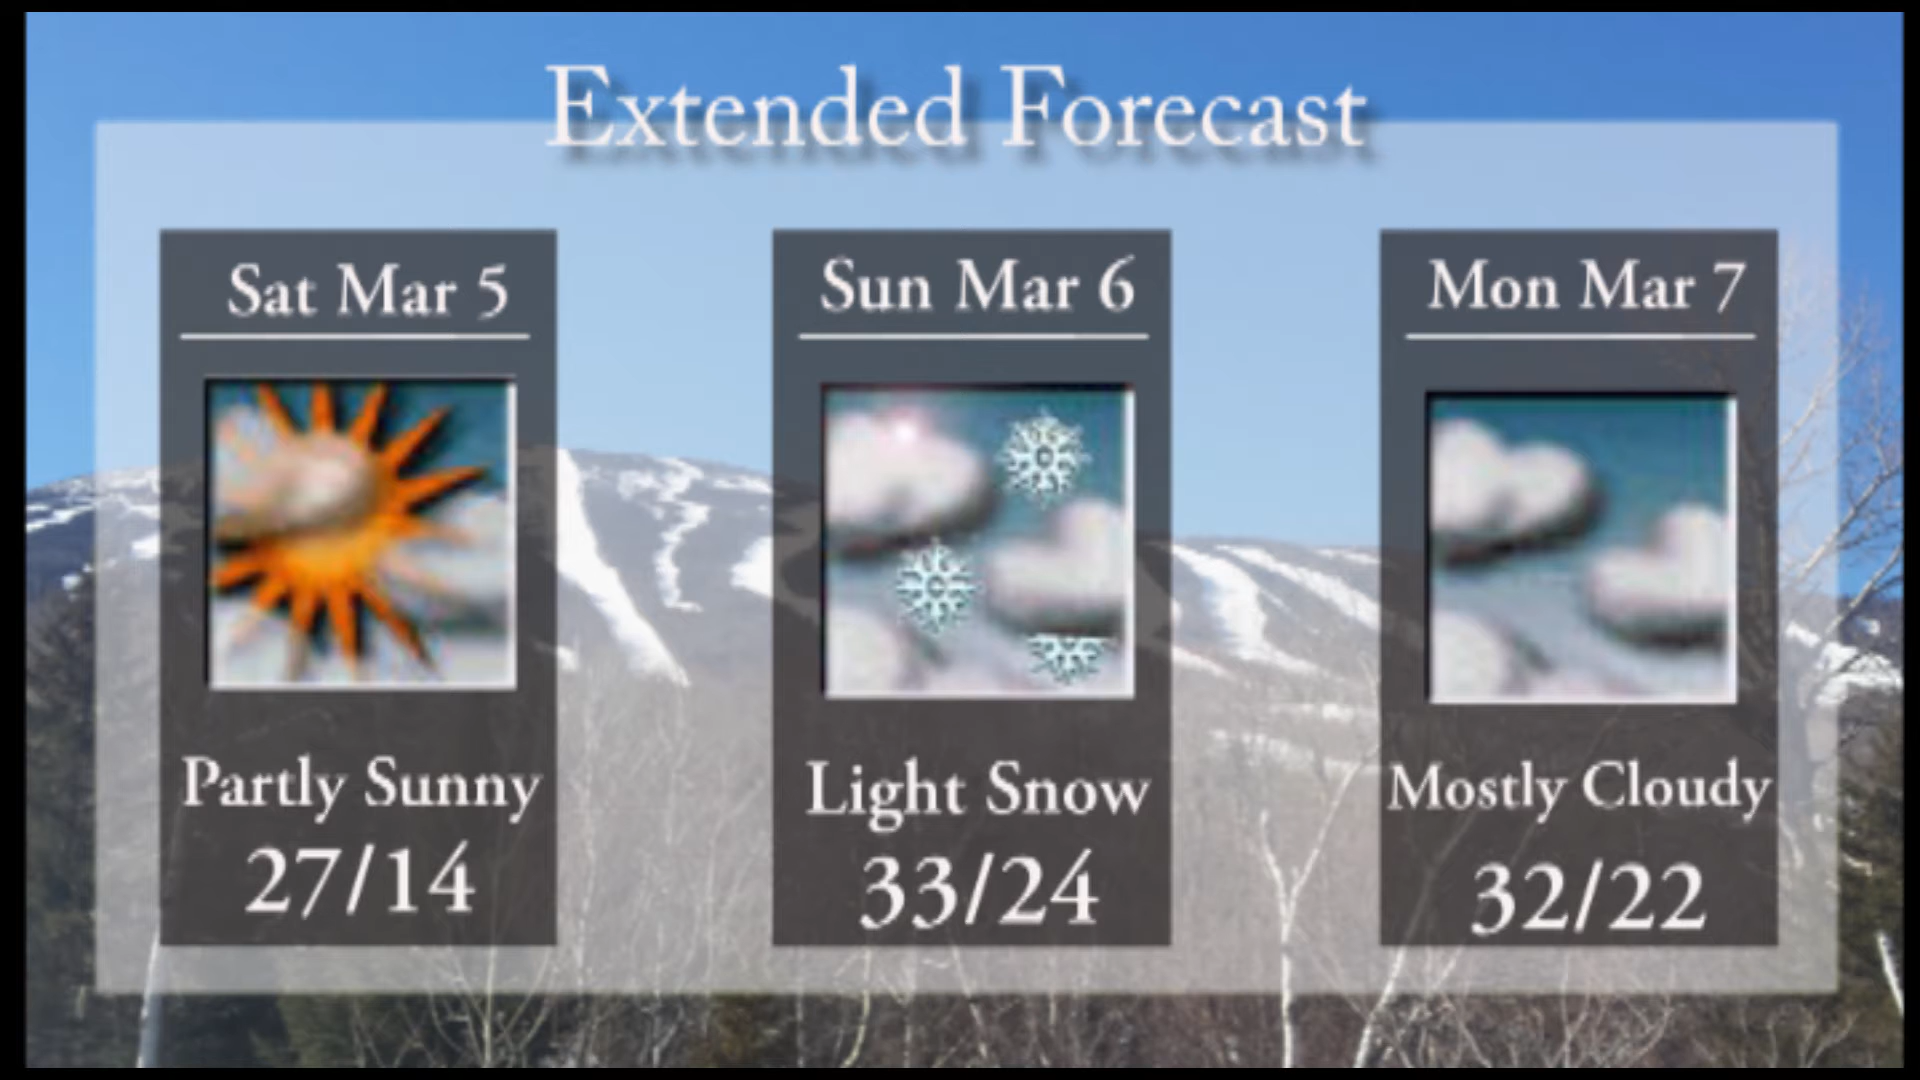 Extended Forecast
Sat Mar 5
Partly Sunny
27/14
Sun Mar 6
Light Snow
33/24
Mon Mar 7
Mostly Cloudy
32/22